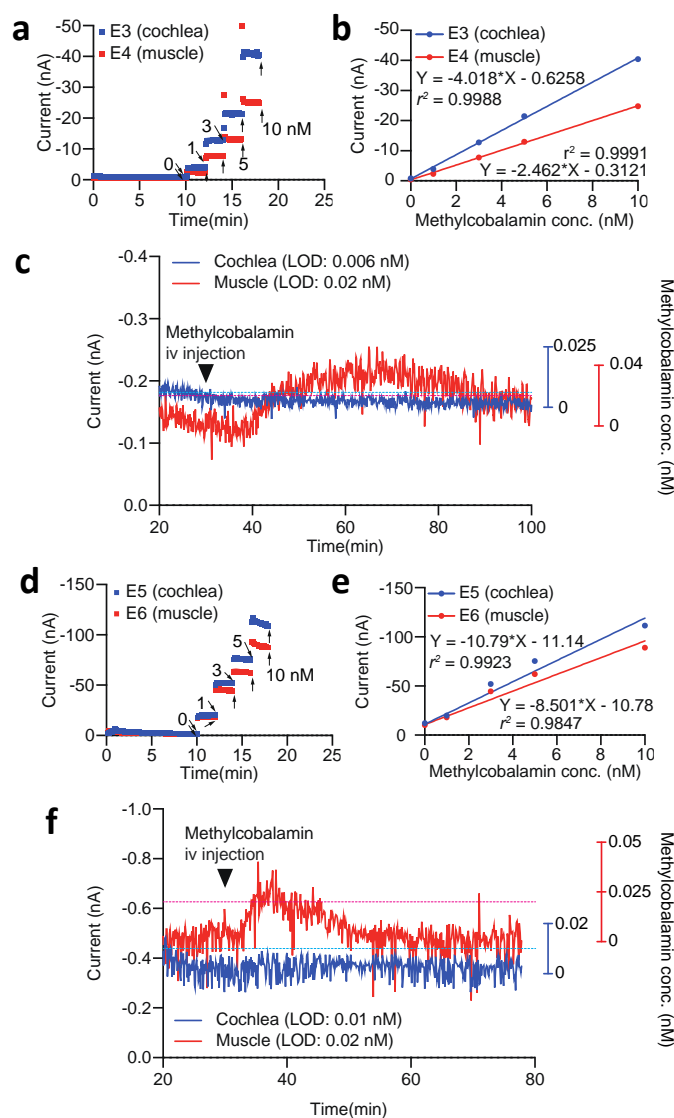 a
-50
-40
-30
-20
-10
0
Current (nA)
E3 (cochlea)
E4 (muscle)
0
1
3
5
10 nM
0 5 10 15 20 25
Time(min)
b
-50
-40
-30
-20
-10
0
Current (nA)
E3 (cochlea)
E4 (muscle)
Y = -4.018*X - 0.6258
r² = 0.9988
r² = 0.9991
Y = -2.462*X - 0.3121
0 2 4 6 8 10
Methylcobalamin conc. (nM)
c
-0.4
-0.3
-0.2
-0.1
0.0
Current (nA)
Cochlea (LOD: 0.006 nM)
Muscle (LOD: 0.02 nM)
Methylcobalamin
iv injection
0.025
0
0.04
0
Methylcobalamin conc. (nM)
20 40 60 80 100
Time(min)
d
-150
-100
-50
0
Current (nA)
E5 (cochlea)
E6 (muscle)
0
1
3
5
10 nM
0 5 10 15 20 25
Time(min)
e
-150
-100
-50
-0
Current (nA)
E5 (cochlea)
E6 (muscle)
Y = -10.79*X - 11.14
r² = 0.9923
Y = -8.501*X - 10.78
r² = 0.9847
0 2 4 6 8 10
Methylcobalamin conc. (nM)
f
-1.0
-0.8
-0.6
-0.4
-0.2
0.0
Current (nA)
Methylcobalamin
iv injection
Cochlea (LOD: 0.01 nM)
Muscle (LOD: 0.02 nM)
0.02
0
0.05
0.025
0
Methylcobalamin conc. (nM)
20 40 60 80
Time(min)